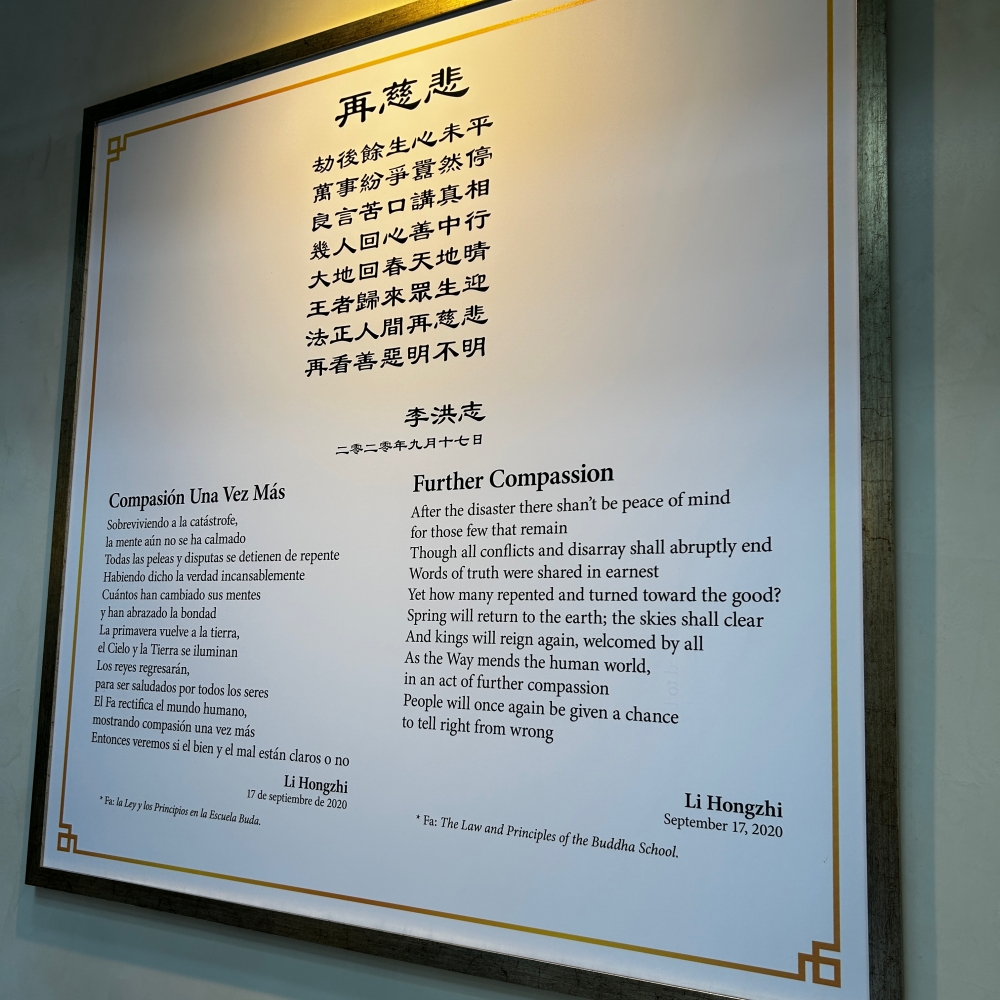 再慈悲
劫後餘生心未平
萬事紛爭囂然停
良言苦口講真相
幾人回心善中行
大地回春天地晴
王者歸來眾生迎
法正人間再慈悲
再看善惡明不明
李洪志
二零二零年九月十七日
Compasión Una Vez Más
Sobreviviendo a la catástrofe,
la mente aún no se ha calmado
Todas las peleas y disputas se detienen de repente
Habiendo dicho la verdad incansablemente
Cuántos han cambiado sus mentes
y han abrazado la bondad
La primavera vuelve a la tierra,
el Cielo y la Tierra se iluminan
Los reyes regresarán,
para ser saludados por todos los seres
El Fa rectifica el mundo humano,
mostrando compasión una vez más
Entonces veremos si el bien y el mal están claros o no
Li Hongzhi
17 de septiembre de 2020
* Fa: la Ley y los Principios en la Escuela Buda.
Further Compassion
After the disaster there shan't be peace of mind
for those few that remain
Though all conflicts and disarray shall abruptly end
Words of truth were shared in earnest
Yet how many repented and turned toward the good?
Spring will return to the earth; the skies shall clear
And kings will reign again, welcomed by all
As the Way mends the human world,
in an act of further compassion
People will once again be given a chance
to tell right from wrong
Li Hongzhi
September 17, 2020
* Fa: The Law and Principles of the Buddha School.